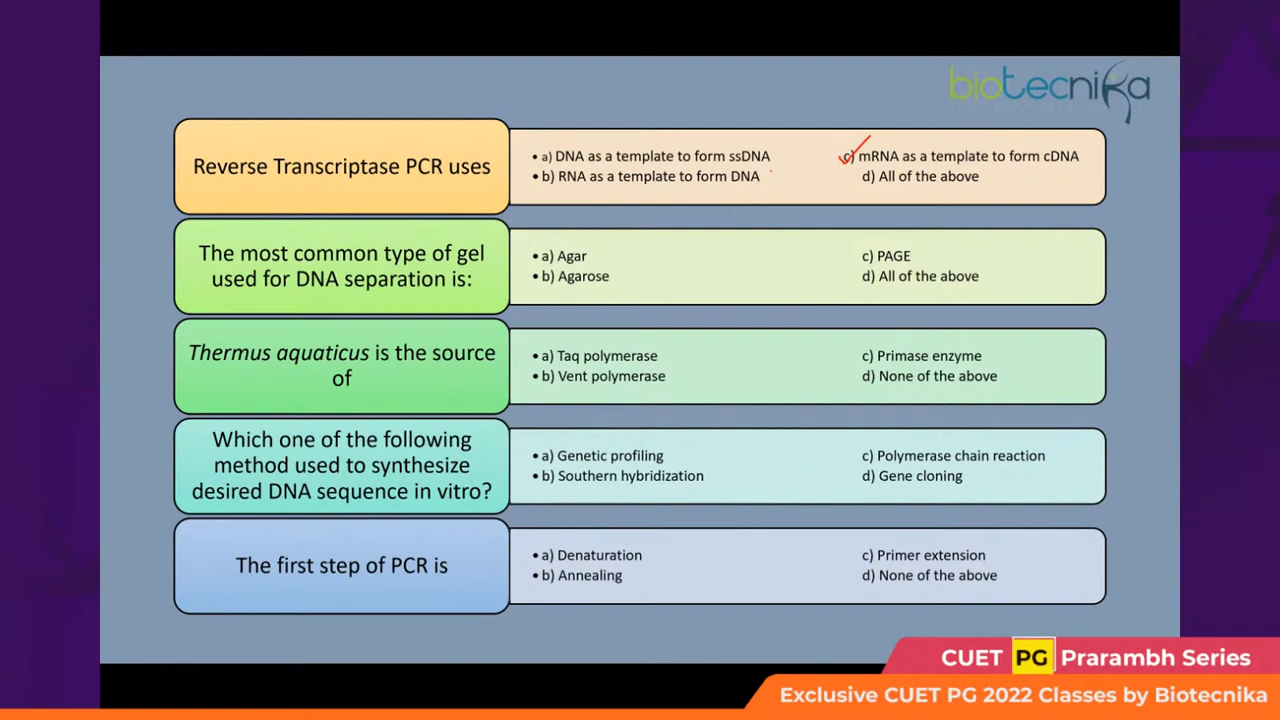 biotecnika
Reverse Transcriptase PCR uses
• a) DNA as a template to form ssDNA
c) mRNA as a template to form cDNA
• b) RNA as a template to form DNA
d) All of the above
The most common type of gel
used for DNA separation is:
• a) Agar
c) PAGE
• b) Agarose
d) All of the above
Thermus aquaticus is the source
of
• a) Taq polymerase
c) Primase enzyme
• b) Vent polymerase
d) None of the above
Which one of the following
method used to synthesize
desired DNA sequence in vitro?
• a) Genetic profiling
c) Polymerase chain reaction
• b) Southern hybridization
d) Gene cloning
The first step of PCR is
• a) Denaturation
c) Primer extension
• b) Annealing
d) None of the above
CUET PG Prarambh Series
Exclusive CUET PG 2022 Classes by Biotecnika